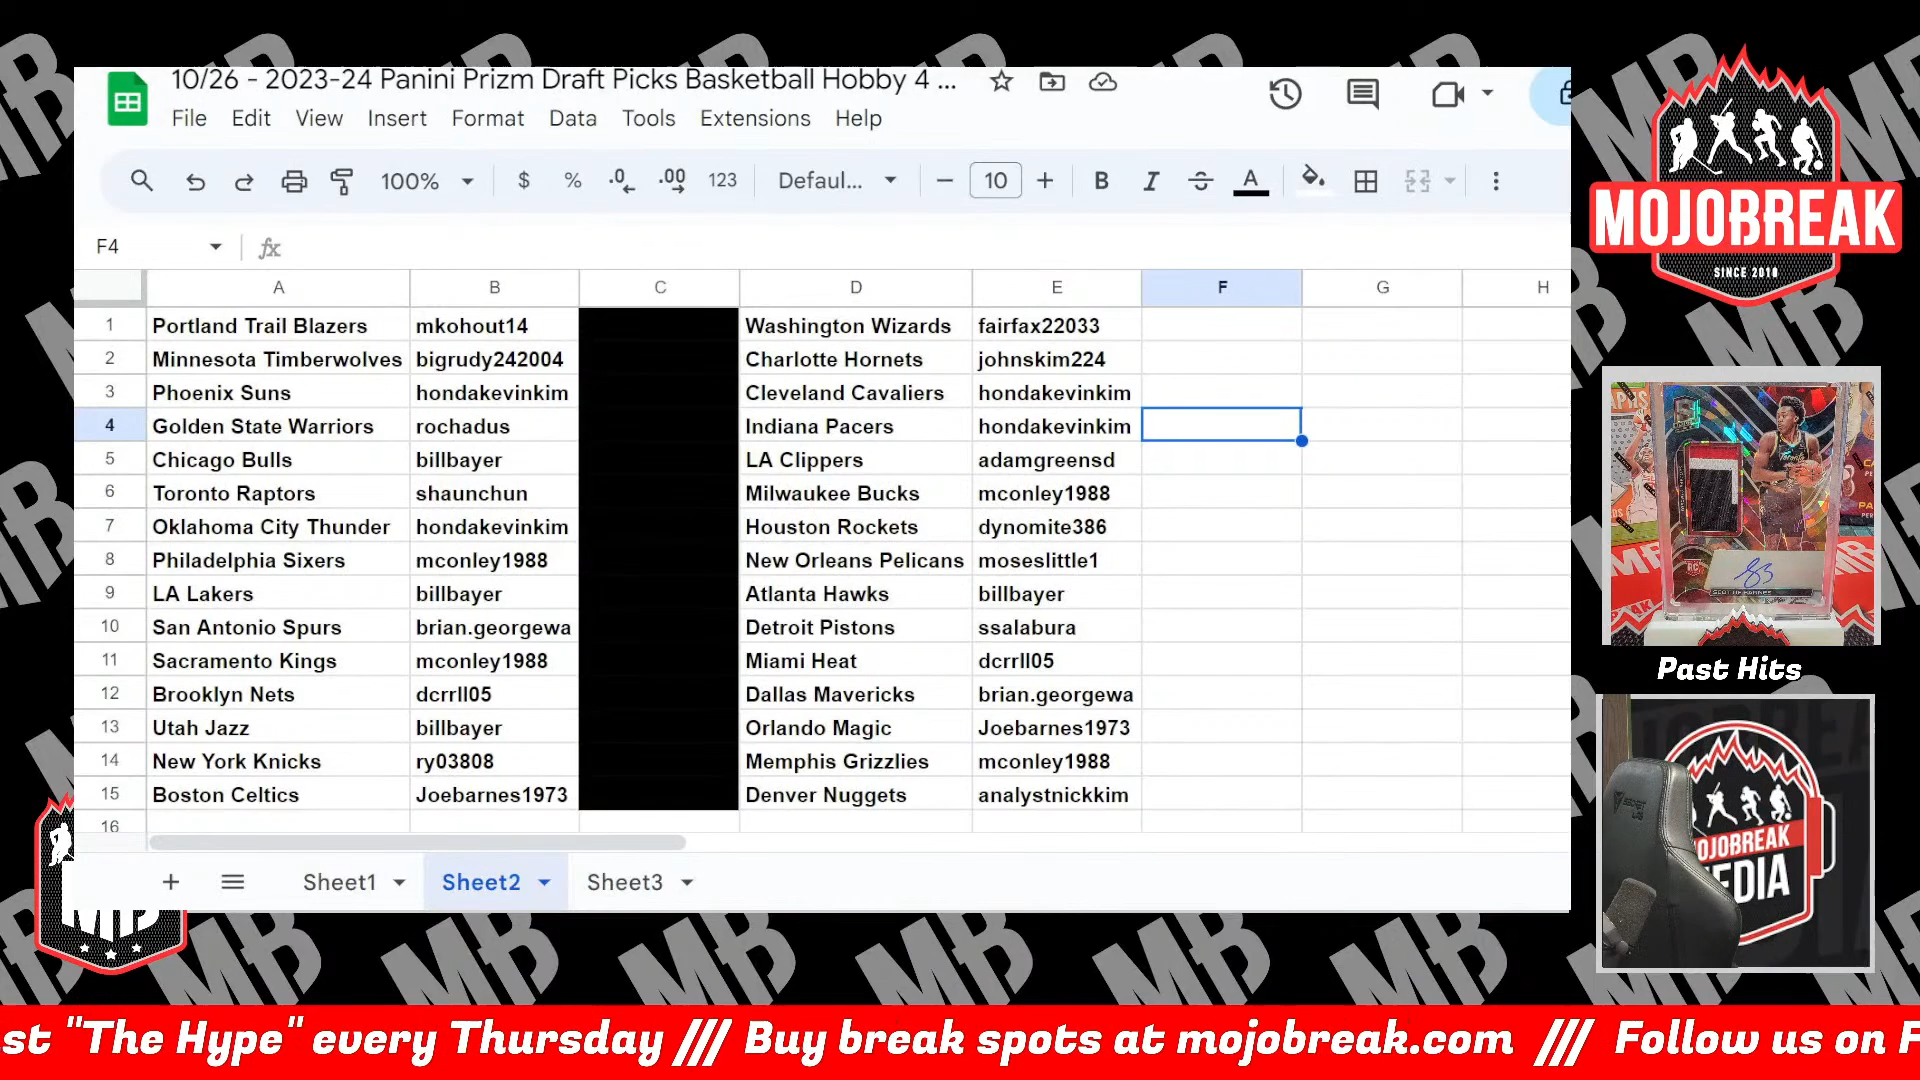 10/26 - 2023-24 Panini Prizm Draft Picks Basketball Hobby 4 ...
File Edit View Insert Format Data Tools Extensions Help
100% $ % .0 .00 123 Defaul... 10 B I A
F4 fx
A B C D E F G H
1 Portland Trail Blazers mkohout14 Washington Wizards fairfax22033
2 Minnesota Timberwolves bigrudy242004 Charlotte Hornets johnskim224
3 Phoenix Suns hondakevinkim Cleveland Cavaliers hondakevinkim
4 Golden State Warriors rochadus Indiana Pacers hondakevinkim
5 Chicago Bulls billbayer LA Clippers adamgreensd
6 Toronto Raptors shaunchun Milwaukee Bucks mconley1988
7 Oklahoma City Thunder hondakevinkim Houston Rockets dynomite386
8 Philadelphia Sixers mconley1988 New Orleans Pelicans moseslittle1
9 LA Lakers billbayer Atlanta Hawks billbayer
10 San Antonio Spurs brian.georgewa Detroit Pistons ssalabura
11 Sacramento Kings mconley1988 Miami Heat dcrrll05
12 Brooklyn Nets dcrrll05 Dallas Mavericks brian.georgewa
13 Utah Jazz billbayer Orlando Magic Joebarnes1973
14 New York Knicks ry03808 Memphis Grizzlies mconley1988
15 Boston Celtics Joebarnes1973 Denver Nuggets analystnickkim
16
Sheet1 Sheet2 Sheet3
MOJOBREAK
SINCE 2010
Past Hits
OJOBREAK
EDIA
MB
st "The Hype" every Thursday /// Buy break spots at mojobreak.com /// Follow us on F